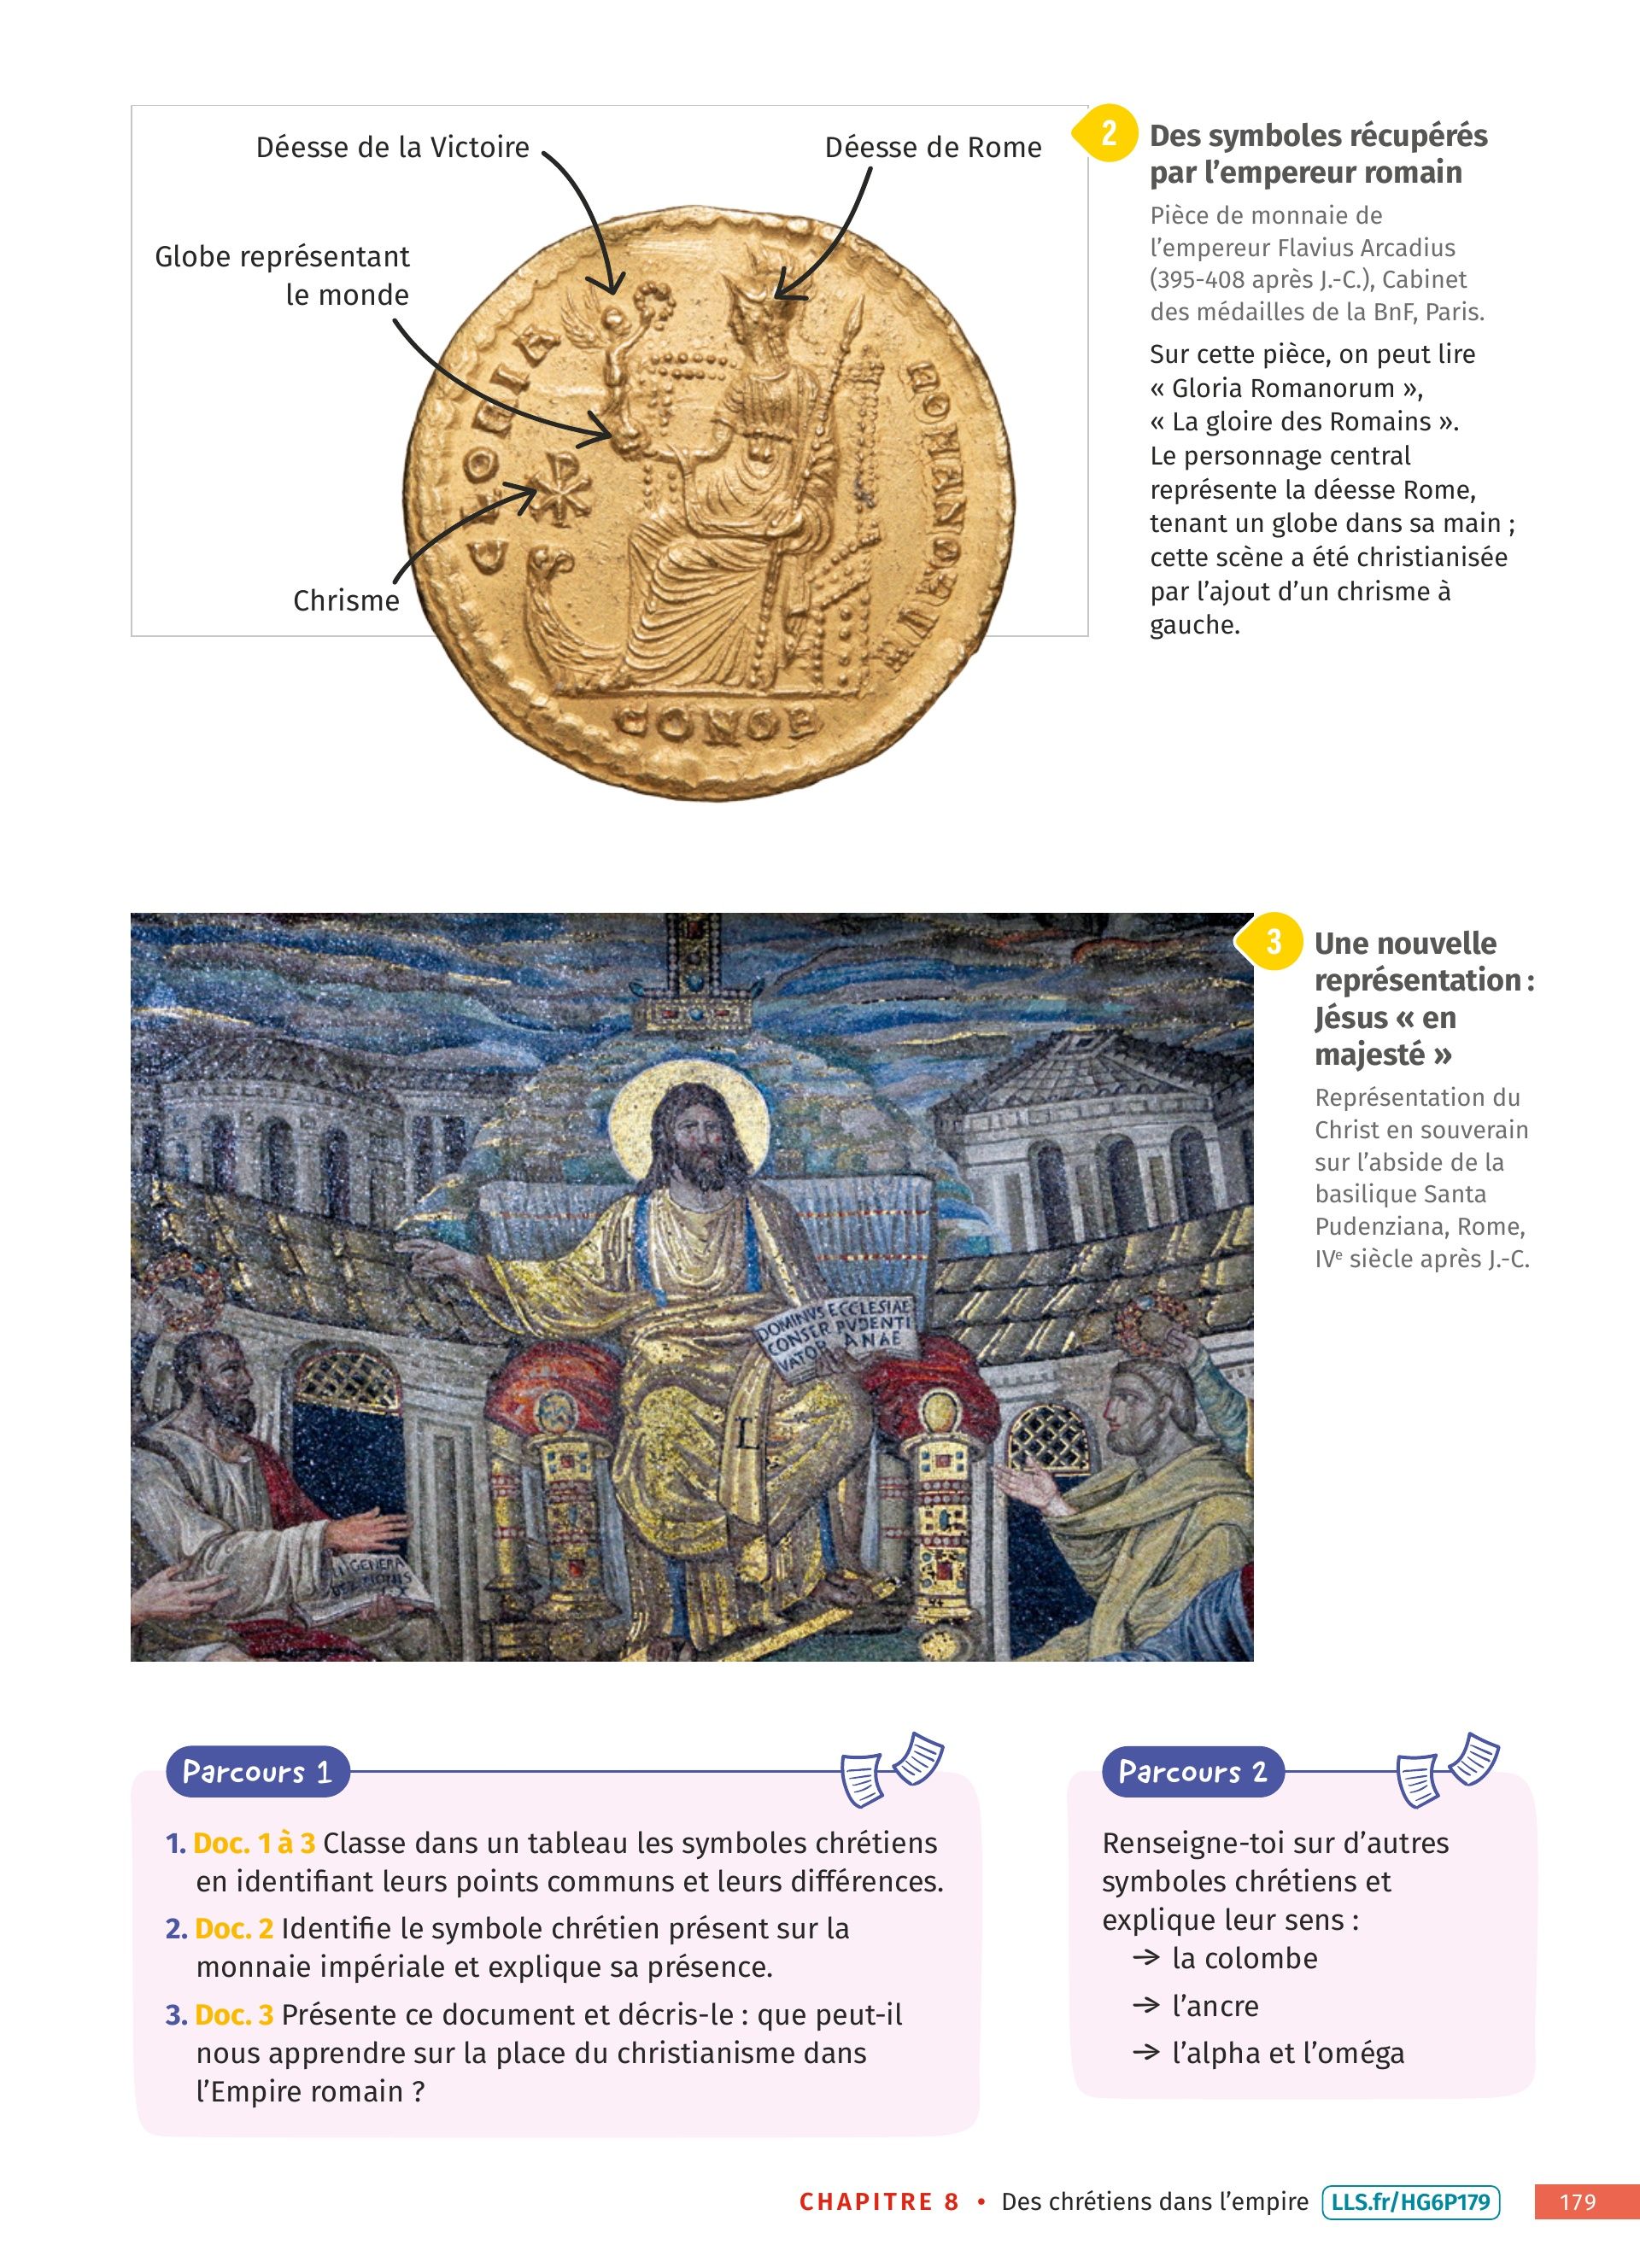 Déesse de la Victoire
Déesse de Rome
Globe représentant
le monde
Chrisme
GLORIA
ROMANORUM
CONOB
2
Des symboles récupérés
par l’empereur romain
Pièce de monnaie de
l’empereur Flavius Arcadius
(395-408 après J.-C.), Cabinet
des médailles de la BnF, Paris.
Sur cette pièce, on peut lire
« Gloria Romanorum »,
« La gloire des Romains ».
Le personnage central
représente la déesse Rome,
tenant un globe dans sa main ;
cette scène a été christianisée
par l’ajout d’un chrisme à
gauche.
3
Une nouvelle
représentation :
Jésus « en
majesté »
Représentation du
Christ en souverain
sur l’abside de la
basilique Santa
Pudenziana, Rome,
IVe siècle après J.-C.
DOMINVS
CONSER
VATOR
ECCLESIAE
PVDENTI
ANAE
L
GENERA
Parcours 1
1. Doc. 1 à 3 Classe dans un tableau les symboles chrétiens
en identifiant leurs points communs et leurs différences.
2. Doc. 2 Identifie le symbole chrétien présent sur la
monnaie impériale et explique sa présence.
3. Doc. 3 Présente ce document et décris-le : que peut-il
nous apprendre sur la place du christianisme dans
l’Empire romain ?
Parcours 2
Renseigne-toi sur d’autres
symboles chrétiens et
explique leur sens :
→ la colombe
→ l’ancre
→ l’alpha et l’oméga
CHAPITRE 8 • Des chrétiens dans l’empire LLS.fr/HG6P179 179